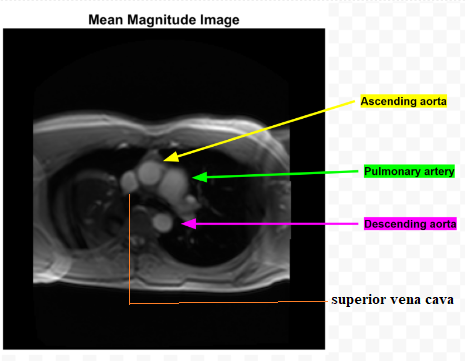 Mean Magnitude Image
Ascending aorta
Pulmonary artery
Descending aorta
superior vena cava